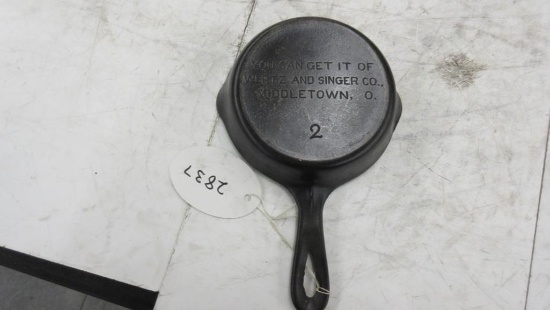 YOU CAN GET IT OF
WERTZ AND SINGER CO.,
MIDDLETOWN, O.
2
2837